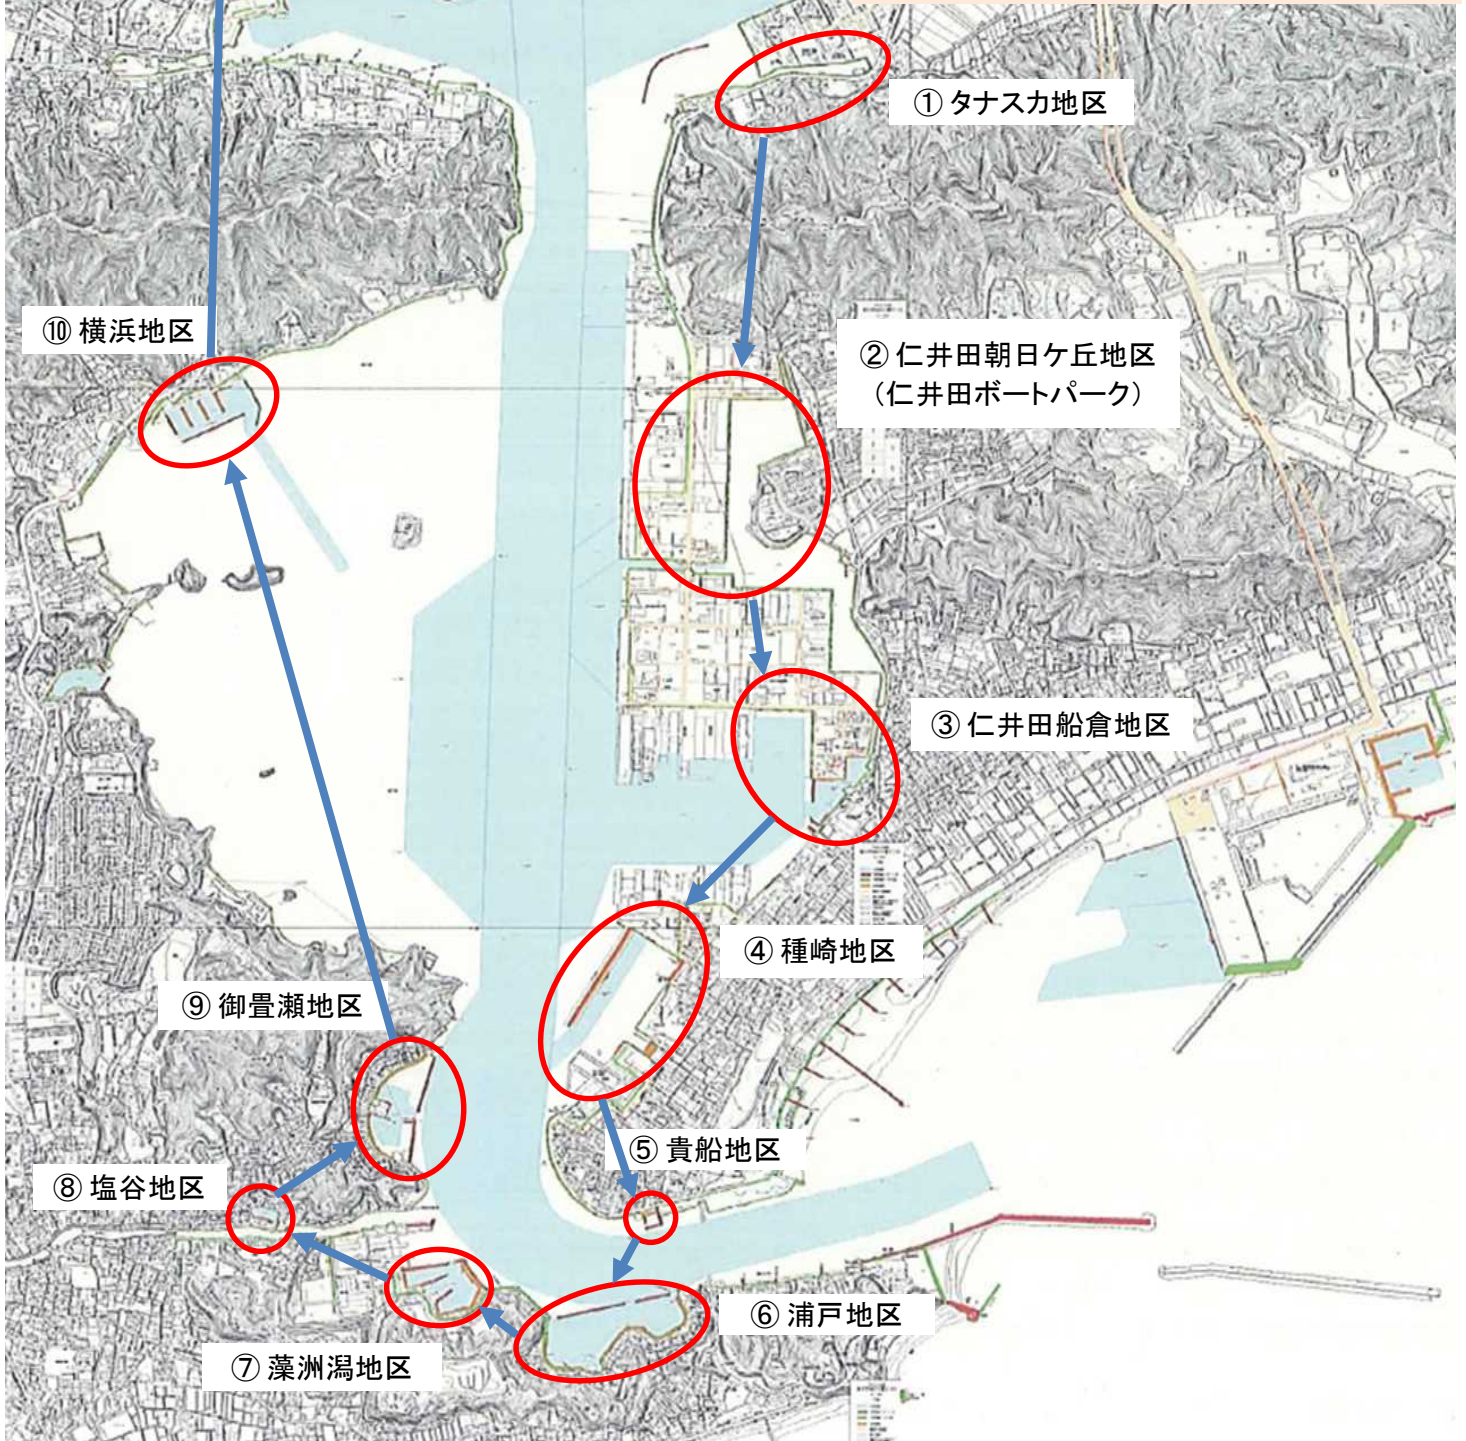 ① タナスカ地区
② 仁井田朝日ケ丘地区
（仁井田ボートパーク）
③ 仁井田船倉地区
④ 種崎地区
⑤ 貴船地区
⑥ 浦戸地区
⑦ 藻洲潟地区
⑧ 塩谷地区
⑨ 御畳瀬地区
⑩ 横浜地区